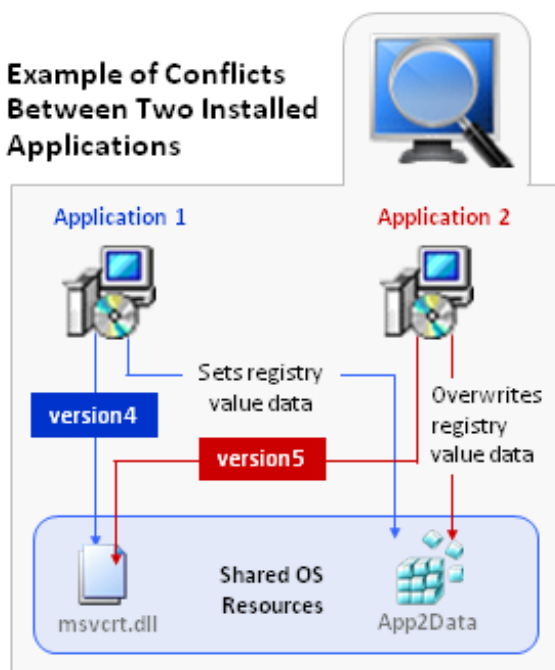 Example of Conflicts
Between Two Installed
Applications
Application 1
Application 2
Sets registry
value data
version4
Overwrites
registry
value data
version5
Shared OS
Resources
msvcrt.dll
App2Data